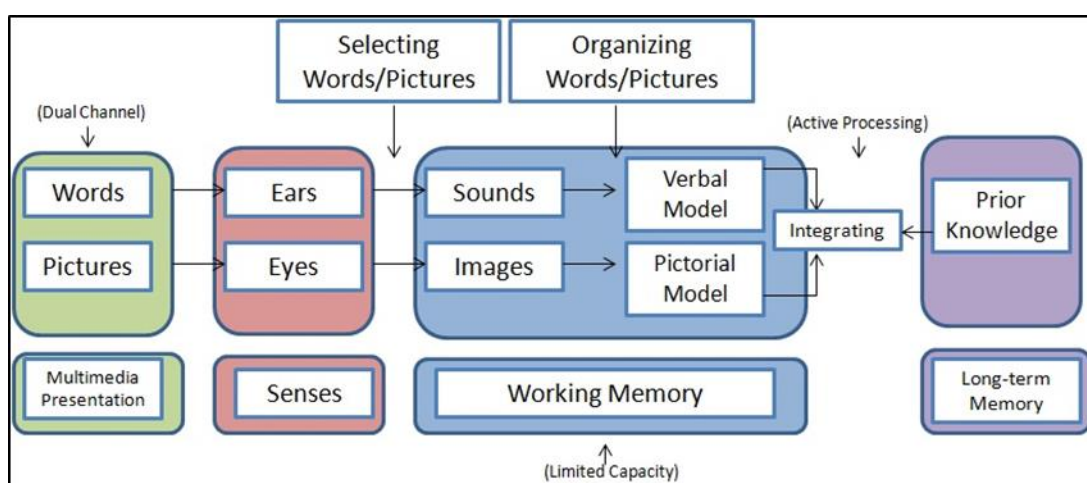 Selecting
Words/Pictures
Organizing
Words/Pictures
(Dual Channel)
(Active Processing)
Words
Ears
Sounds
Verbal
Model
Prior
Knowledge
Integrating
Pictures
Eyes
Images
Pictorial
Model
Multimedia
Presentation
Senses
Working Memory
Long-term
Memory
(Limited Capacity)